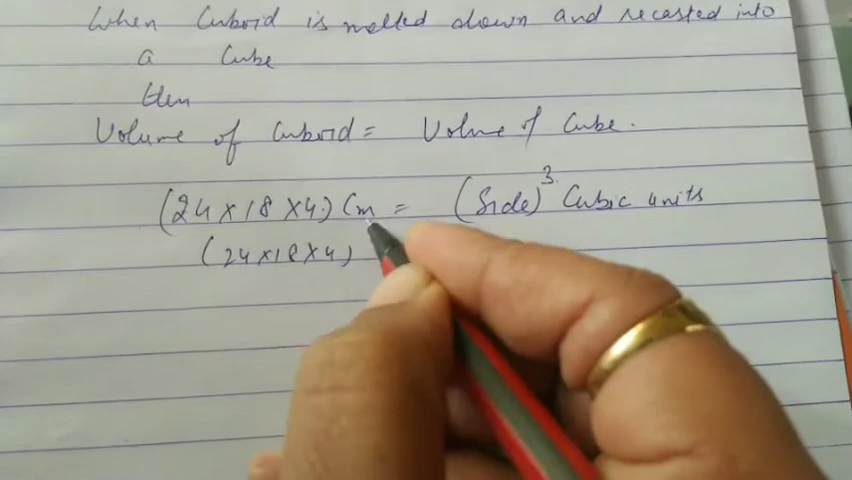 When Cuboid is melted down and recasted into
a Cube
then
Volume of Cuboid = Volume of Cube.
(24 x 18 x 4) Cm = (Side)³ Cubic units
(24 x 18 x 4)